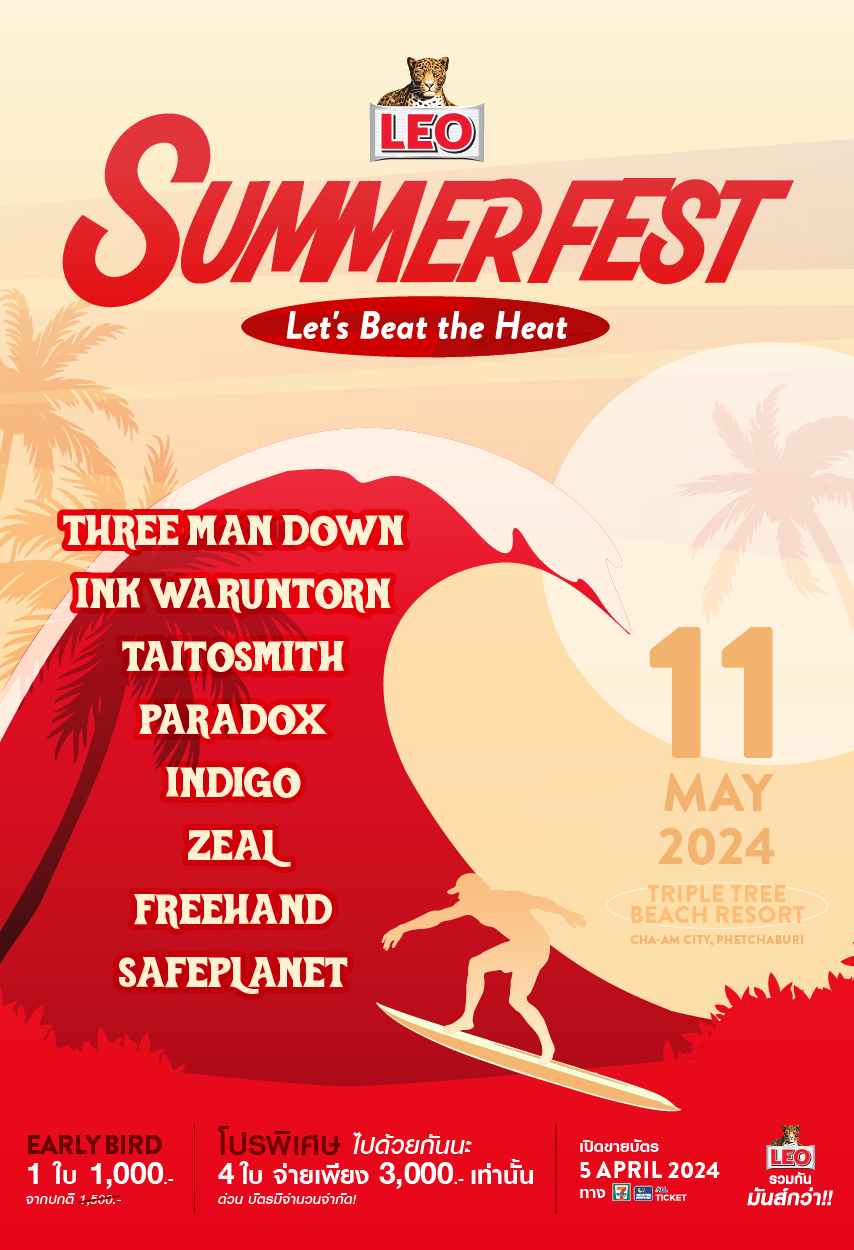 LEO
SUMMER FEST
Let's Beat the Heat
THREE MAN DOWN
INK WARUNTORN
TAITOSMITH
PARADOX
INDIGO
ZEAL
FREEHAND
SAFEPLANET
11
MAY
2024
TRIPLE TREE
BEACH RESORT
CHA-AM CITY, PHETCHABURI
EARLY BIRD
1 ใบ 1,000.-
จากปกติ 1,500.-
โปรพิเศษ ไปด้วยกันนะ
4 ใบ จ่ายเพียง 3,000.- เท่านั้น
ด่วน บัตรมีจำนวนจำกัด!
เปิดขายบัตร
5 APRIL 2024
ทาง 7 ELEVEN ALL TICKET
LEO
รวมกัน
มันส์กว่า!!